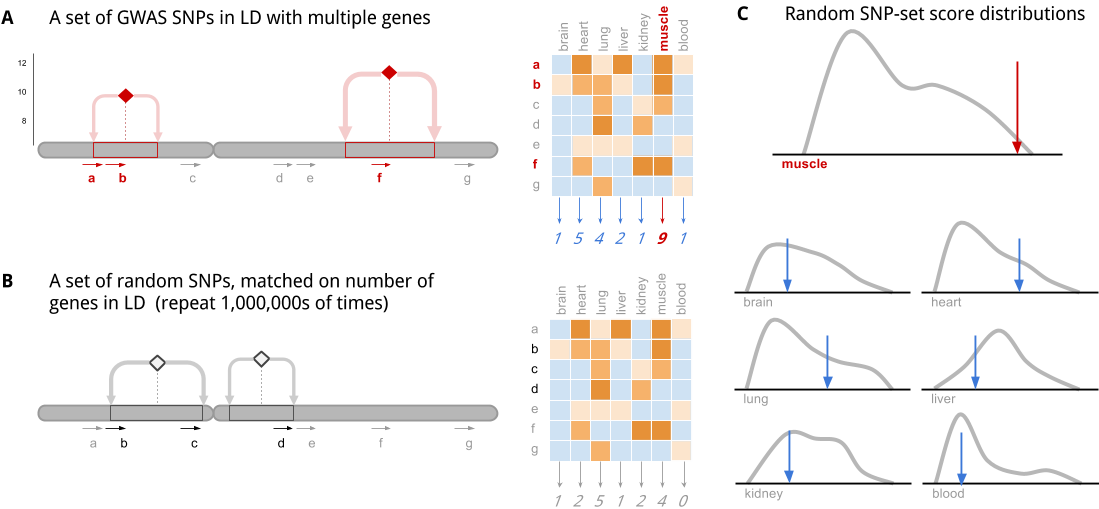 A A set of GWAS SNPs in LD with multiple genes
12
10
8
a b c d e f g
brain heart lung liver kidney muscle blood
a
b
c
d
e
f
g
1 5 4 2 1 9 1
B A set of random SNPs, matched on number of
genes in LD (repeat 1,000,000s of times)
a b c d e f g
brain heart lung liver kidney muscle blood
a
b
c
d
e
f
g
1 2 5 1 2 4 0
C Random SNP-set score distributions
muscle
brain heart
lung liver
kidney blood